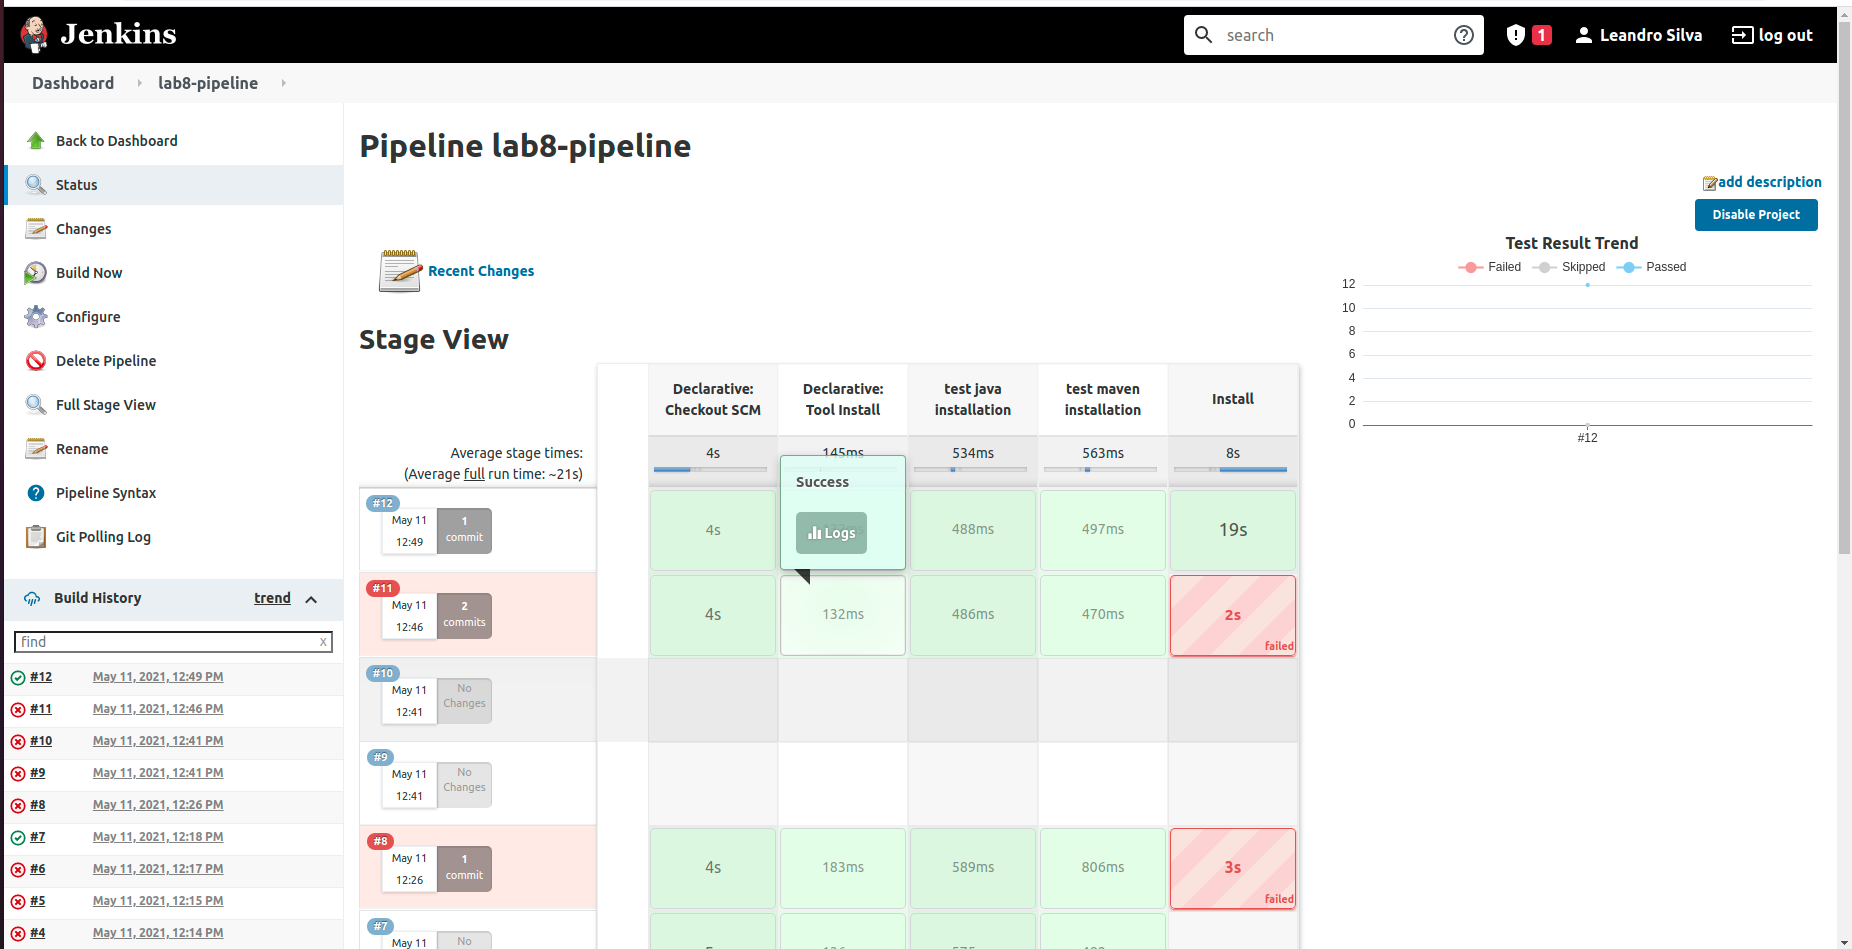 Jenkins
search
1
Leandro Silva
log out
Dashboard
lab8-pipeline
Back to Dashboard
Status
Changes
Build Now
Configure
Delete Pipeline
Full Stage View
Rename
Pipeline Syntax
Git Polling Log
Build History
trend
find
x
#12 May 11, 2021, 12:49 PM
#11 May 11, 2021, 12:46 PM
#10 May 11, 2021, 12:41 PM
#9 May 11, 2021, 12:41 PM
#8 May 11, 2021, 12:26 PM
#7 May 11, 2021, 12:18 PM
#6 May 11, 2021, 12:17 PM
#5 May 11, 2021, 12:15 PM
#4 May 11, 2021, 12:14 PM
Pipeline lab8-pipeline
add description
Disable Project
Recent Changes
Test Result Trend
Failed Skipped Passed
12
10
8
6
4
2
0
#12
Stage View
Declarative: Checkout SCM
Declarative: Tool Install
test java installation
test maven installation
Install
Average stage times:
(Average full run time: ~21s)
4s 145ms 534ms 563ms 8s
Success
Logs
#12
May 11
12:49
1
commit
4s 488ms 497ms 19s
#11
May 11
12:46
2
commits
4s 132ms 486ms 470ms 2s
failed
#10
May 11
12:41
No
Changes
#9
May 11
12:41
No
Changes
#8
May 11
12:26
1
commit
4s 183ms 589ms 806ms 3s
failed
#7
May 11
No